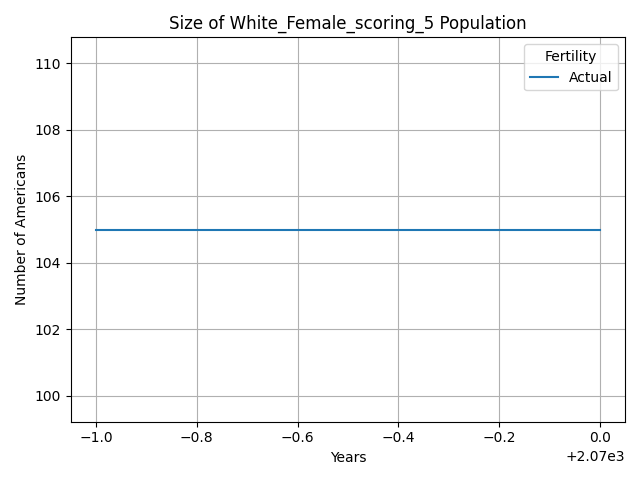 Size of White_Female_scoring_5 Population
Fertility
Actual
110
108
106
104
102
100
Number of Americans
−1.0 −0.8 −0.6 −0.4 −0.2 0.0
+2.07e3
Years